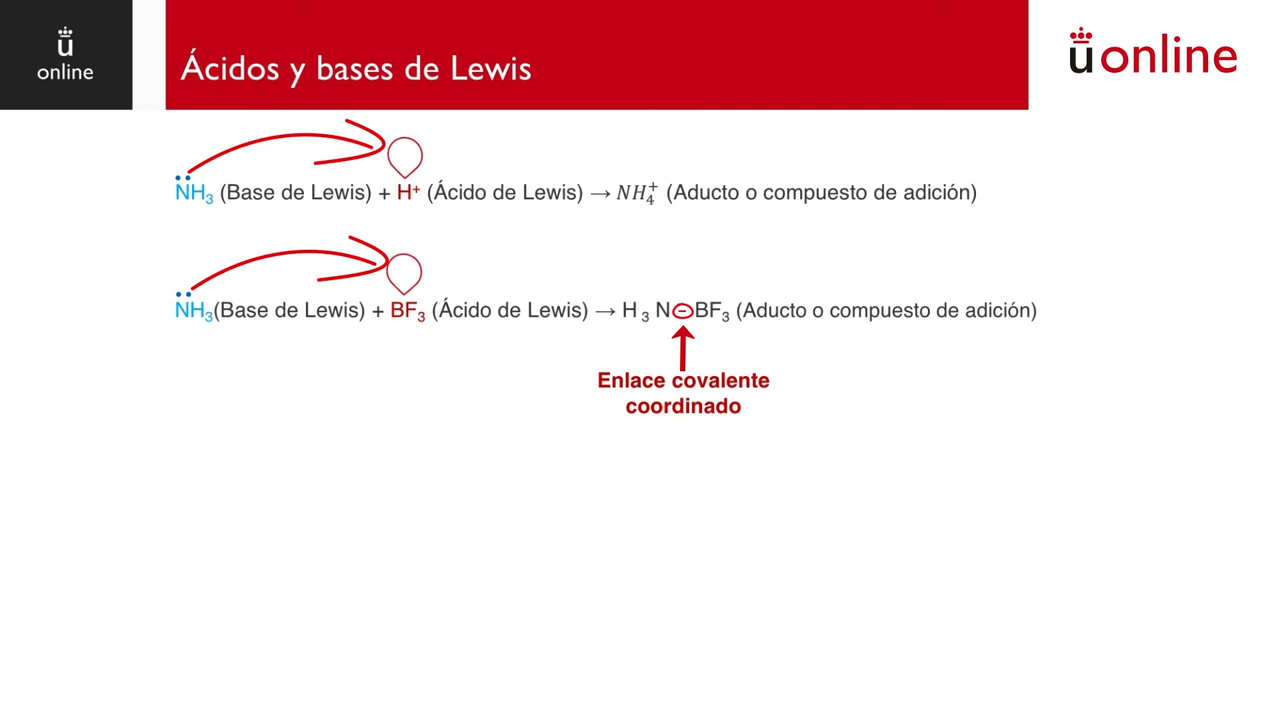 ü
online
Ácidos y bases de Lewis
ü online
NH₃ (Base de Lewis) + H⁺ (Ácido de Lewis) → NH₄⁺ (Aducto o compuesto de adición)
NH₃(Base de Lewis) + BF₃ (Ácido de Lewis) → H ₃ N–BF₃ (Aducto o compuesto de adición)
Enlace covalente
coordinado